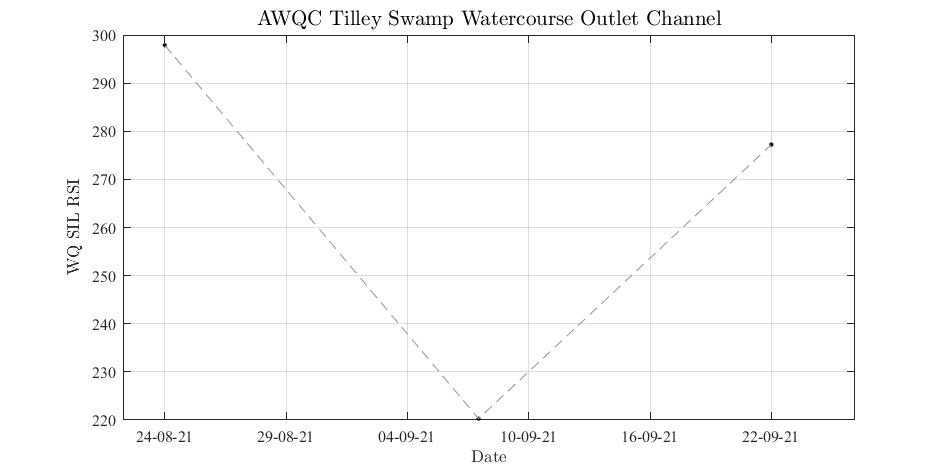 AWQC Tilley Swamp Watercourse Outlet Channel
300
290
280
270
260
250
240
230
220
WQ SIL RSI
24-08-21 29-08-21 04-09-21 10-09-21 16-09-21 22-09-21
Date